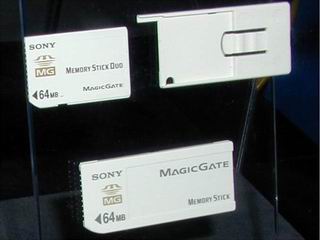 SONY
MG
MEMORY STICK DUO
MAGICGATE
64MB
SONY
MAGICGATE
MG
MEMORY STICK
64MB